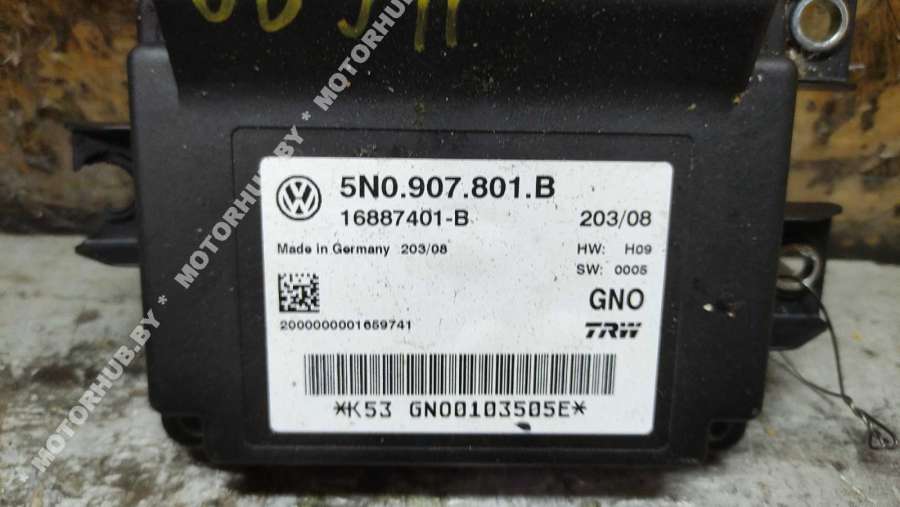 5N0.907.801.B
16887401-B 203/08
Made in Germany 203/08 HW: H09
SW: 0005
GNO
2000000001659741 TRW
*K53 GNO0103505E*
* MOTORHUB.BY * MOTORHUB.BY * MOTORHUB.BY *